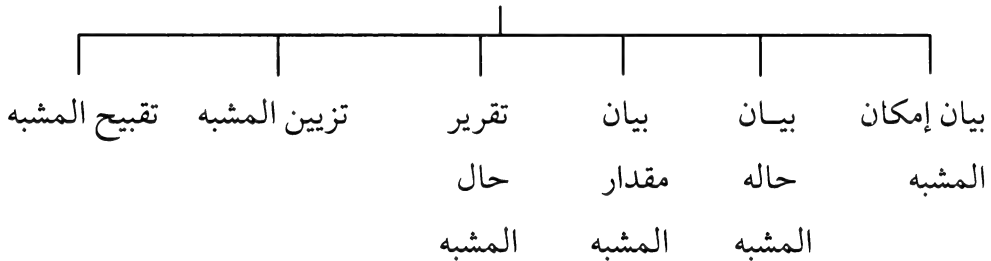 بيان إمكان المشبه
بيـان حاله المشبه
بيان مقدار المشبه
تقرير حال المشبه
تزيين المشبه
تقبيح المشبه